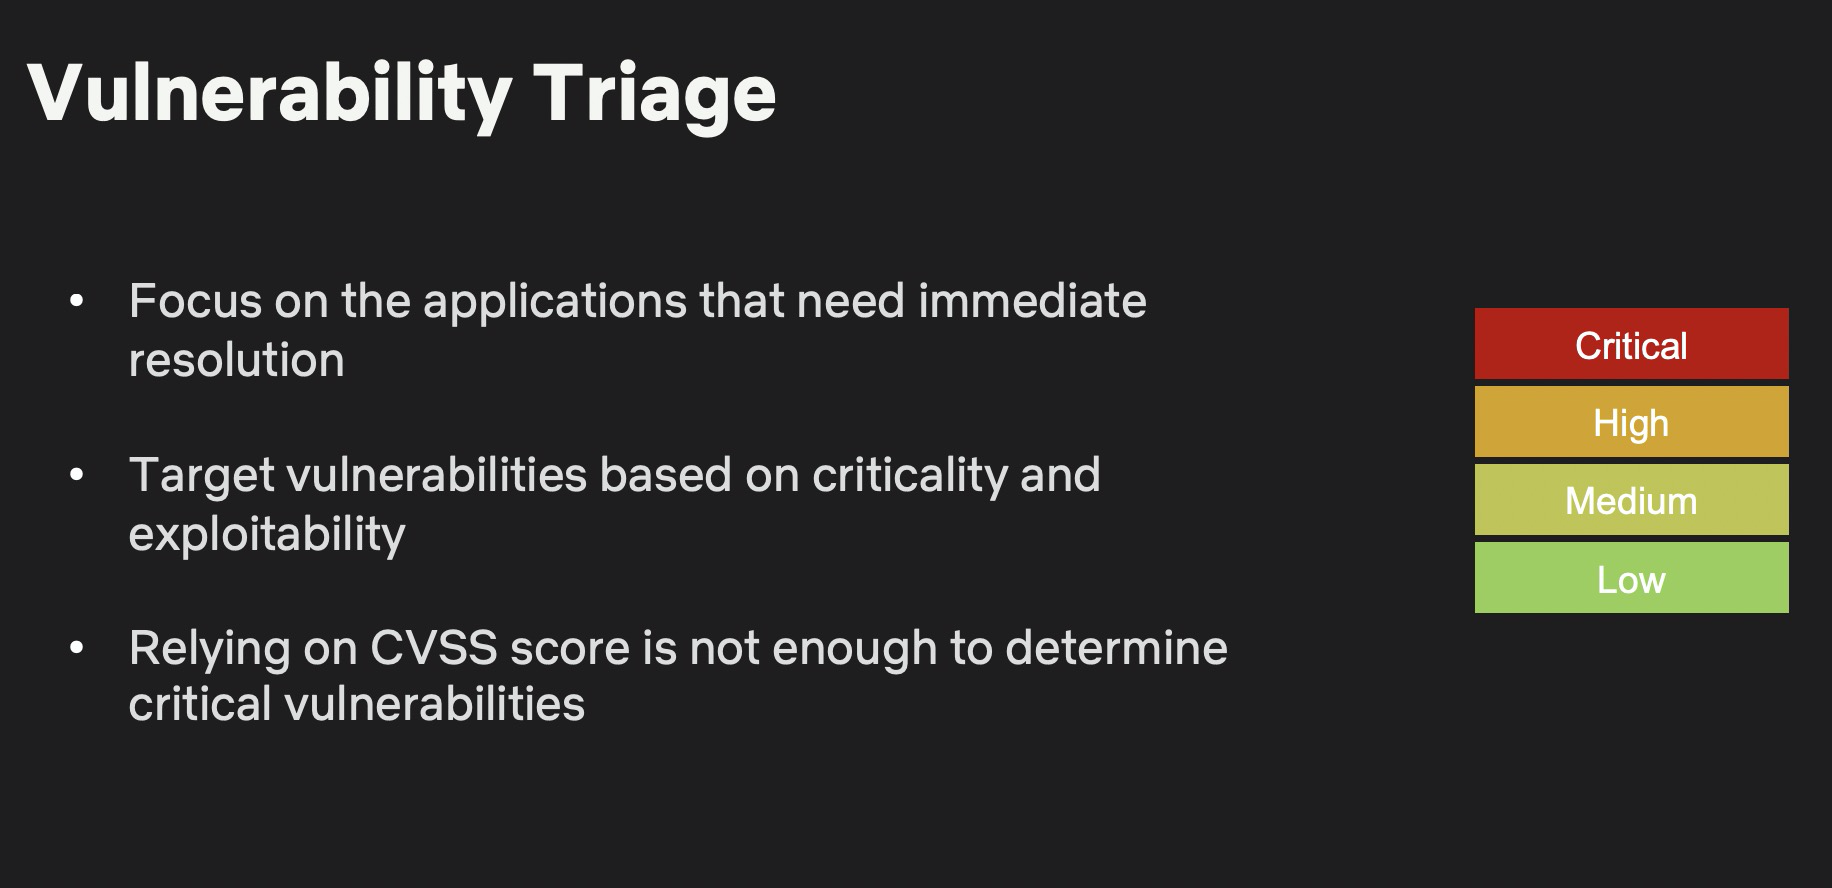 Vulnerability Triage
• Focus on the applications that need immediate
resolution
• Target vulnerabilities based on criticality and
exploitability
• Relying on CVSS score is not enough to determine
critical vulnerabilities
Critical
High
Medium
Low